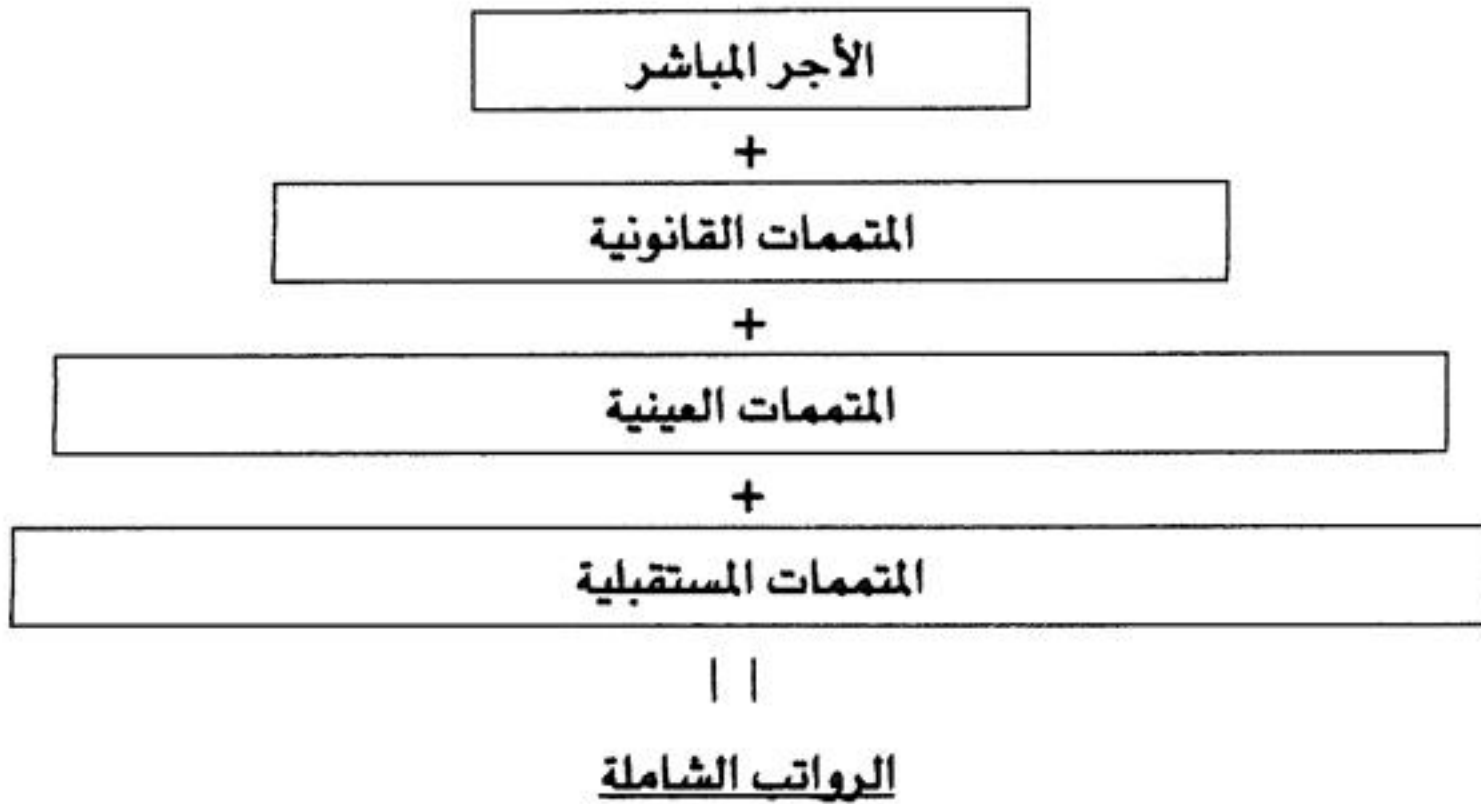 الأجر المباشر
+
المتممات القانونية
+
المتممات العينية
+
المتممات المستقبلية
| |
الرواتب الشاملة